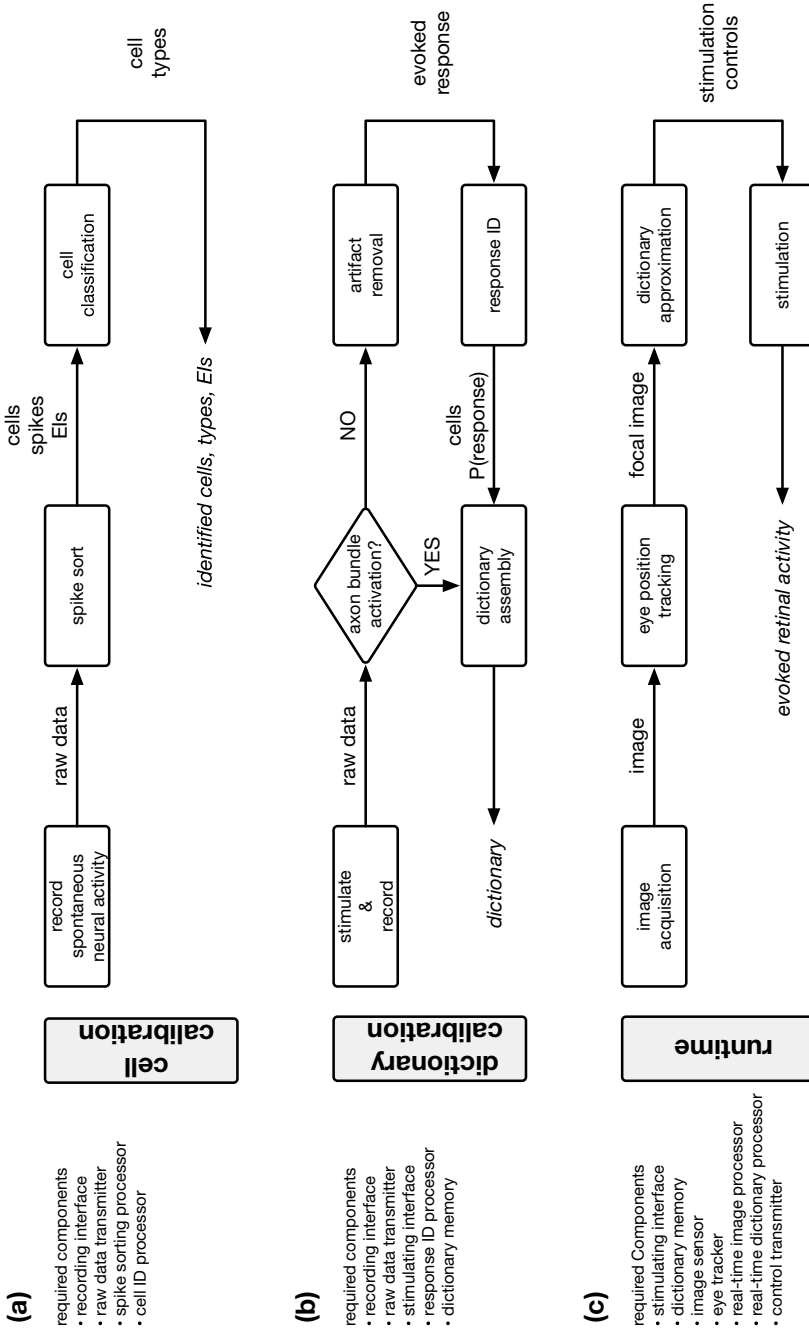 (a)
required components
• recording interface
• raw data transmitter
• spike sorting processor
• cell ID processor
cell
calibration
record
spontaneous
neural activity
raw data
spike sort
cells
spikes
EIs
cell
classification
cell
types
identified cells, types, EIs
(b)
required components
• recording interface
• raw data transmitter
• stimulating interface
• response ID processor
• dictionary memory
dictionary
calibration
stimulate
&
record
raw data
axon bundle
activation?
NO
YES
artifact
removal
evoked
response
response ID
cells
P(response)
dictionary
assembly
dictionary
(c)
required Components
• stimulating interface
• dictionary memory
• image sensor
• eye tracker
• real-time image processor
• real-time dictionary processor
• control transmitter
runtime
image
acquisition
image
eye position
tracking
focal image
dictionary
approximation
stimulation
controls
stimulation
evoked retinal activity